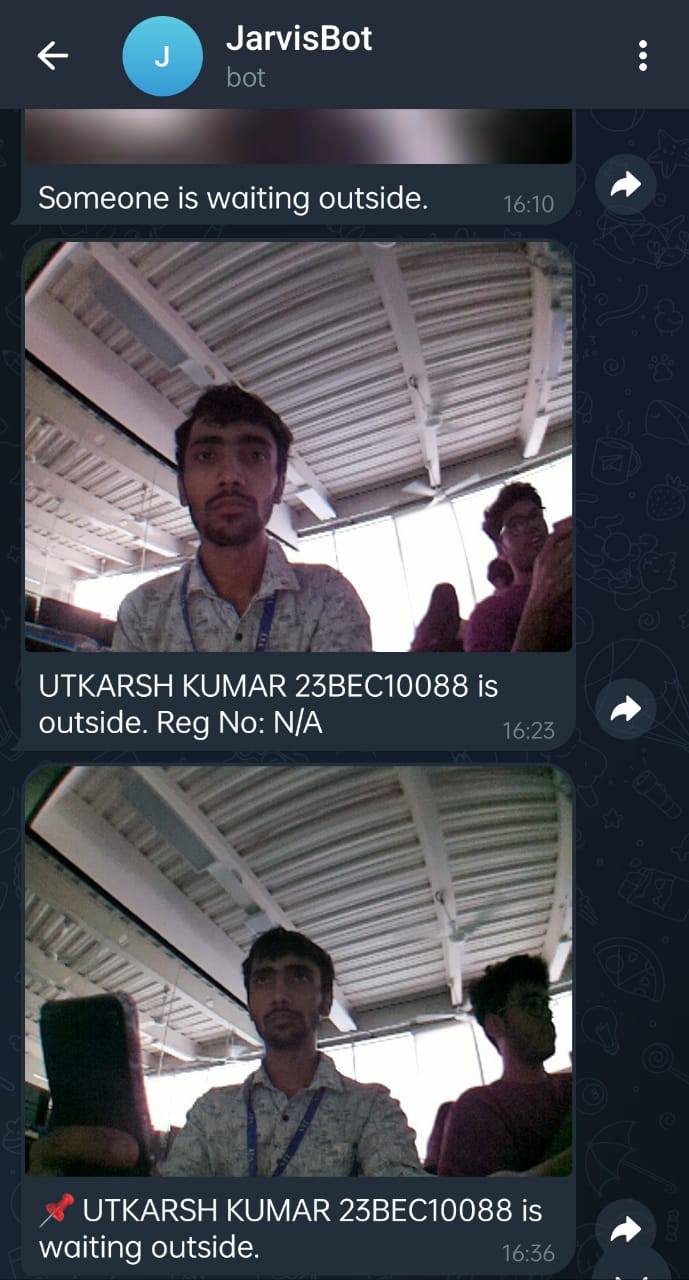 J
JarvisBot
bot
Someone is waiting outside.
16:10
UTKARSH KUMAR 23BEC10088 is
outside. Reg No: N/A
16:23
📌 UTKARSH KUMAR 23BEC10088 is
waiting outside.
16:36